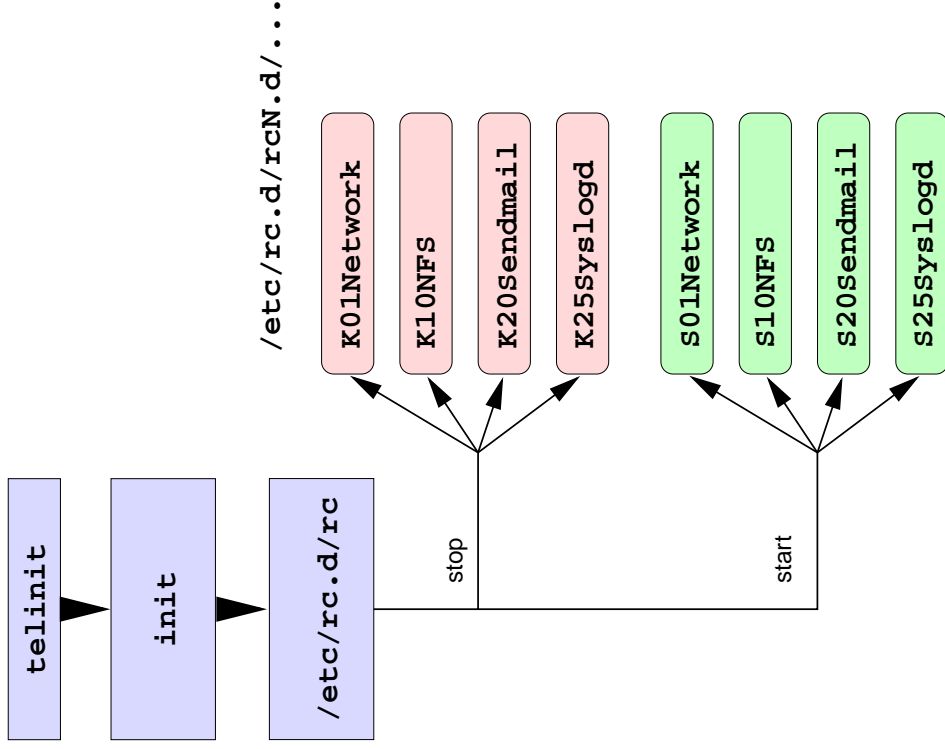 telinit
init
/etc/rc.d/rc
stop
start
/etc/rc.d/rcN.d/...
K01Network
K10NFS
K20Sendmail
K25Syslogd
S01Network
S10NFS
S20Sendmail
S25Syslogd